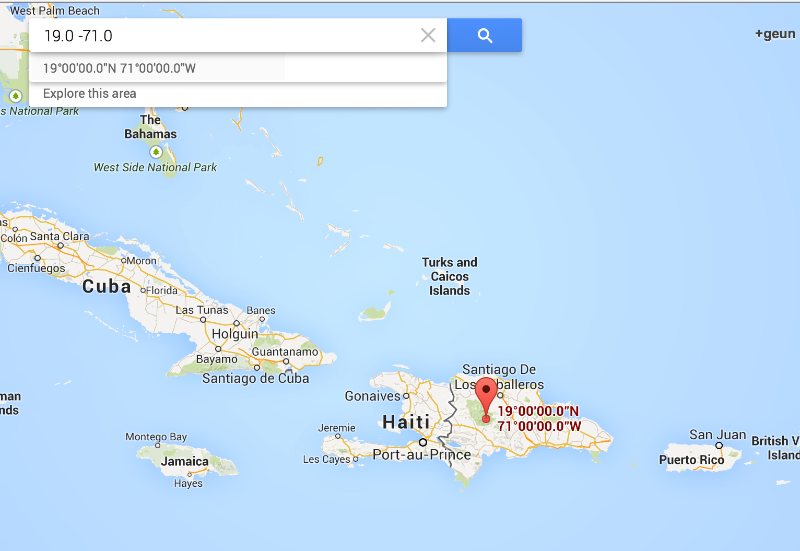 West Palm Beach
19.0 -71.0
+geun
19°00'00.0"N 71°00'00.0"W
Explore this area
s National Park
The
Bahamas
West Side National Park
as
Colón
Santa Clara
Cienfuegos
Moron
Cuba
Florida
Turks and
Caicos
Islands
Las Tunas
Banes
Holguin
Bayamo
Guantanamo
Santiago de Cuba
man
nds
Gonaives
Santiago De
Los Caballeros
19°00'00.0"N
71°00'00.0"W
Haiti
Jeremie
Les Cayes
Port-au-Prince
Montego Bay
Jamaica
Hayes
San Juan
Puerto Rico
British V
Island